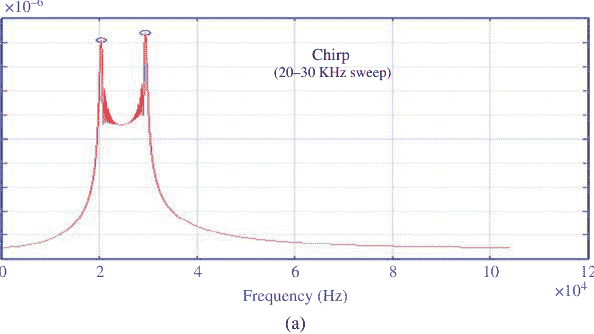 ×10⁻⁶
Chirp
(20–30 KHz sweep)
0 2 4 6 8 10 12
×10⁴
Frequency (Hz)
(a)